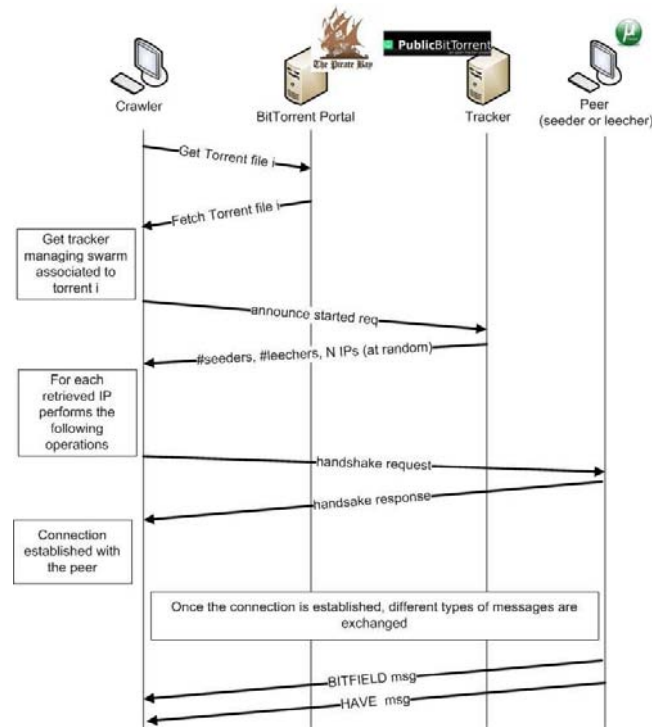 The Pirate Bay
PublicBitTorrent
µ
Crawler
BitTorrent Portal
Tracker
Peer
(seeder or leecher)
Get Torrent file i
Fetch Torrent file i
Get tracker
managing swarm
associated to
torrent i
announce started req
#seeders, #leechers, N IPs (at random)
For each
retrieved IP
performs the
following
operations
handshake request
handsake response
Connection
established with
the peer
Once the connection is established, different types of messages are
exchanged
BITFIELD msg
HAVE msg